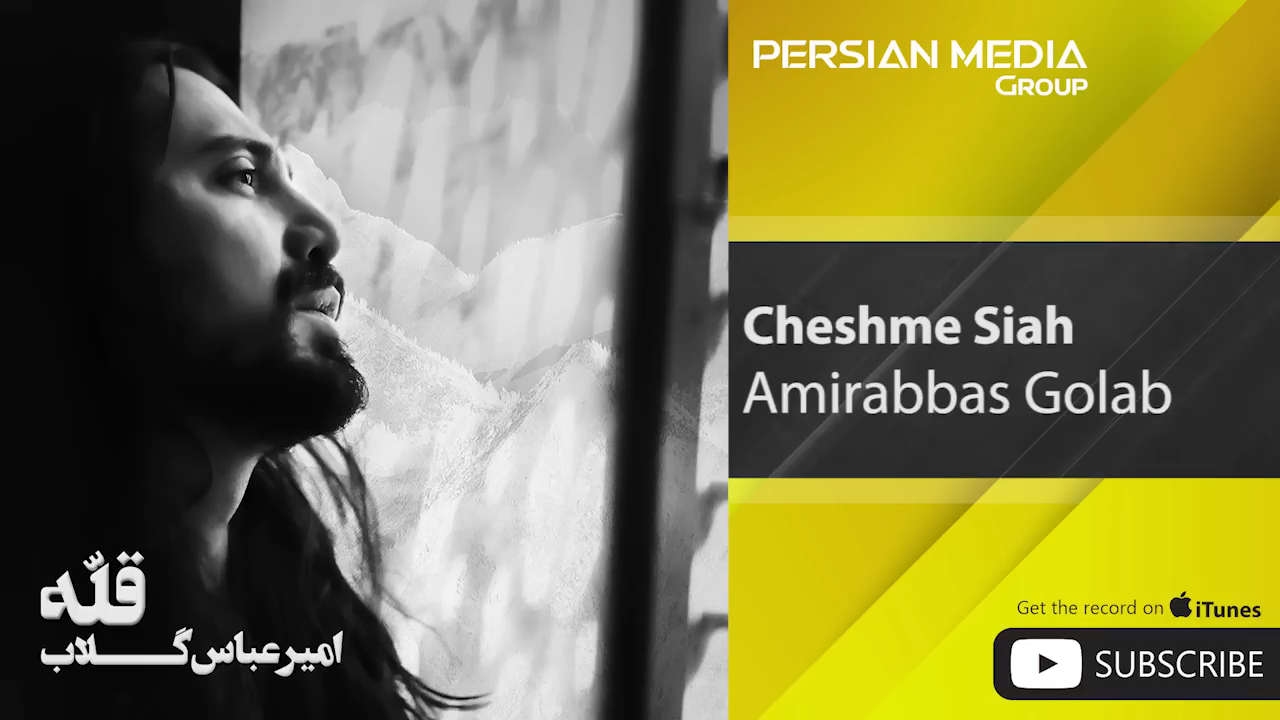 قلّه
امیرعباس گلاب
PERSIAN MEDIA
GROUP
Cheshme Siah
Amirabbas Golab
Get the record on iTunes
SUBSCRIBE